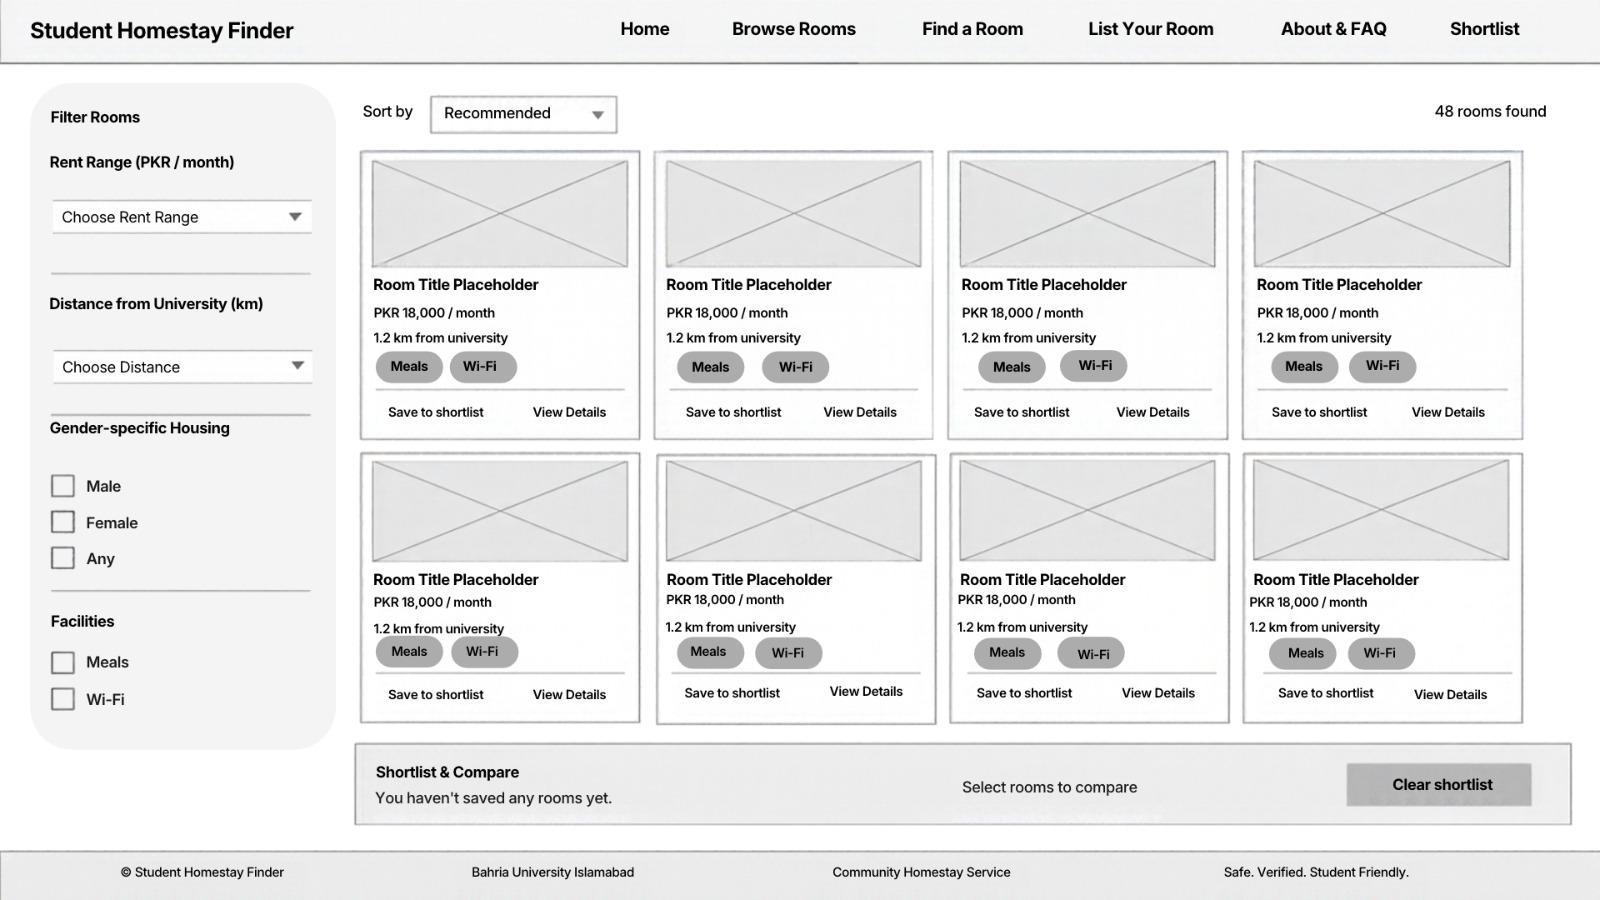 Student Homestay Finder
Home
Browse Rooms
Find a Room
List Your Room
About & FAQ
Shortlist
Filter Rooms
Rent Range (PKR / month)
Choose Rent Range
Distance from University (km)
Choose Distance
Gender-specific Housing
Male
Female
Any
Facilities
Meals
Wi-Fi
Sort by
Recommended
48 rooms found
Room Title Placeholder
PKR 18,000 / month
1.2 km from university
Meals
Wi-Fi
Save to shortlist
View Details
Room Title Placeholder
PKR 18,000 / month
1.2 km from university
Meals
Wi-Fi
Save to shortlist
View Details
Room Title Placeholder
PKR 18,000 / month
1.2 km from university
Meals
Wi-Fi
Save to shortlist
View Details
Room Title Placeholder
PKR 18,000 / month
1.2 km from university
Meals
Wi-Fi
Save to shortlist
View Details
Room Title Placeholder
PKR 18,000 / month
1.2 km from university
Meals
Wi-Fi
Save to shortlist
View Details
Room Title Placeholder
PKR 18,000 / month
1.2 km from university
Meals
Wi-Fi
Save to shortlist
View Details
Room Title Placeholder
PKR 18,000 / month
1.2 km from university
Meals
Wi-Fi
Save to shortlist
View Details
Room Title Placeholder
PKR 18,000 / month
1.2 km from university
Meals
Wi-Fi
Save to shortlist
View Details
Shortlist & Compare
You haven't saved any rooms yet.
Select rooms to compare
Clear shortlist
© Student Homestay Finder
Bahria University Islamabad
Community Homestay Service
Safe. Verified. Student Friendly.